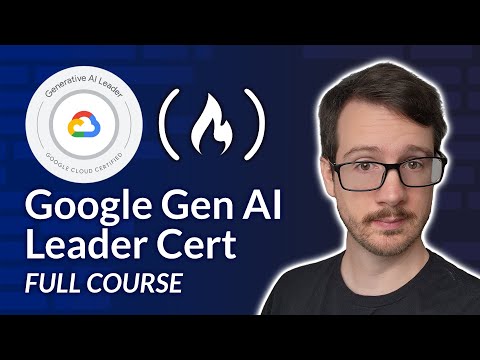 Generative AI Leader
GOOGLE CLOUD CERTIFIED
Google Gen AI
Leader Cert
FULL COURSE